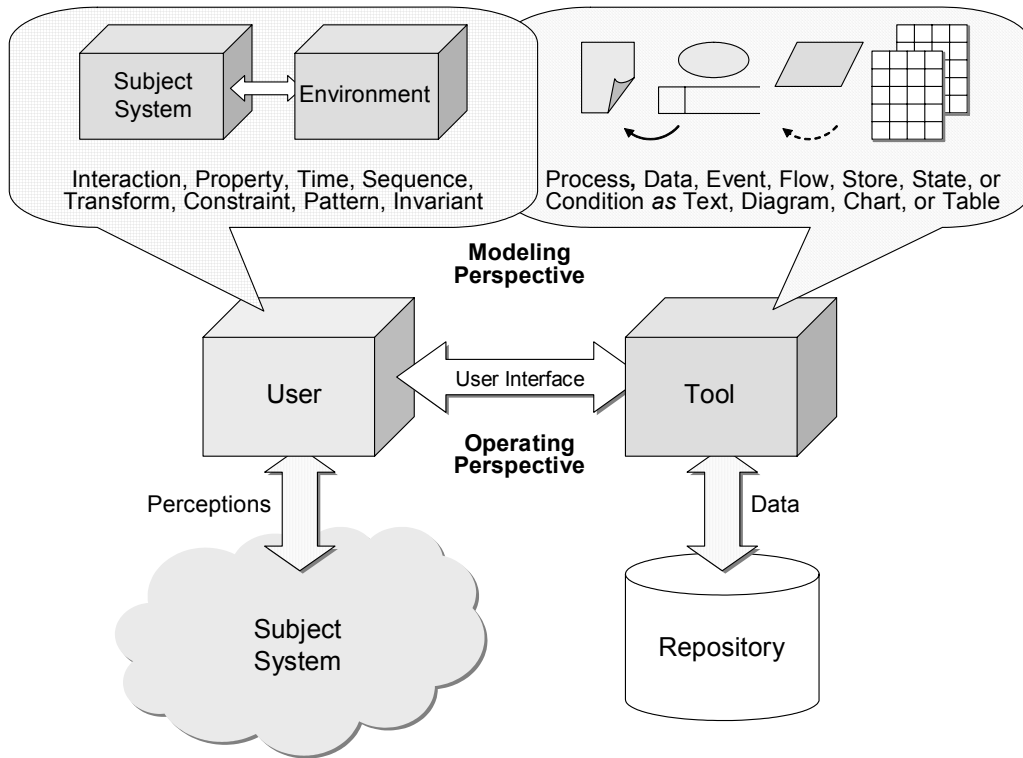 Subject
System
Environment
Interaction, Property, Time, Sequence,
Transform, Constraint, Pattern, Invariant
Process, Data, Event, Flow, Store, State, or
Condition as Text, Diagram, Chart, or Table
Modeling
Perspective
User
User Interface
Tool
Operating
Perspective
Perceptions
Data
Subject
System
Repository